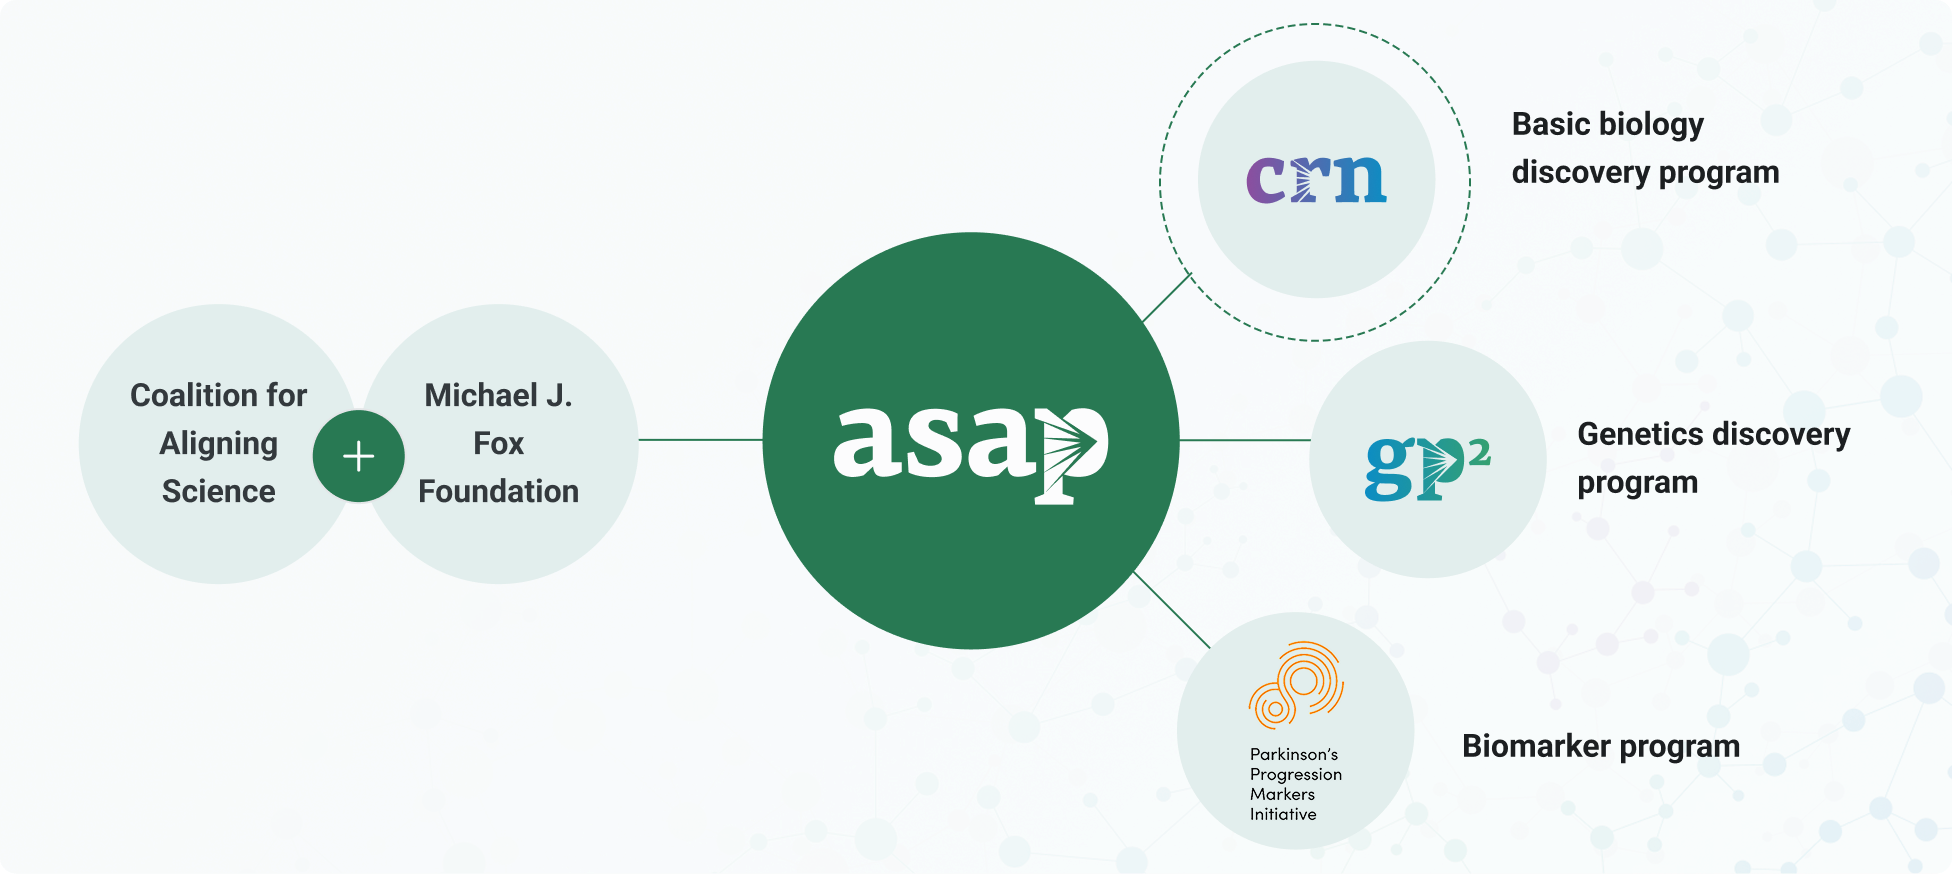 Coalition for
Aligning
Science
+
Michael J.
Fox
Foundation
asap
crn
Basic biology
discovery program
gp²
Genetics discovery
program
Parkinson's
Progression
Markers
Initiative
Biomarker program